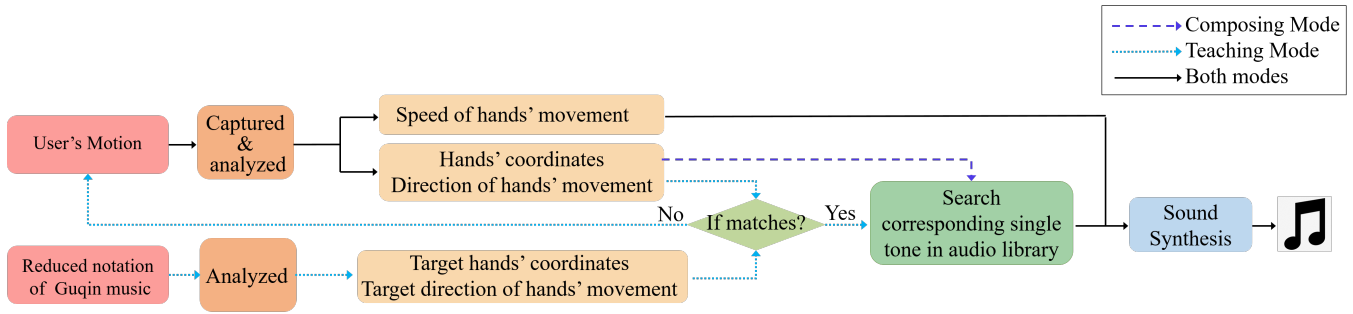 Composing Mode
Teaching Mode
Both modes
User's Motion
Captured
&
analyzed
Speed of hands' movement
Hands' coordinates
Direction of hands' movement
No
If matches?
Yes
Search
corresponding single
tone in audio library
Sound
Synthesis
Reduced notation
of Guqin music
Analyzed
Target hands' coordinates
Target direction of hands' movement